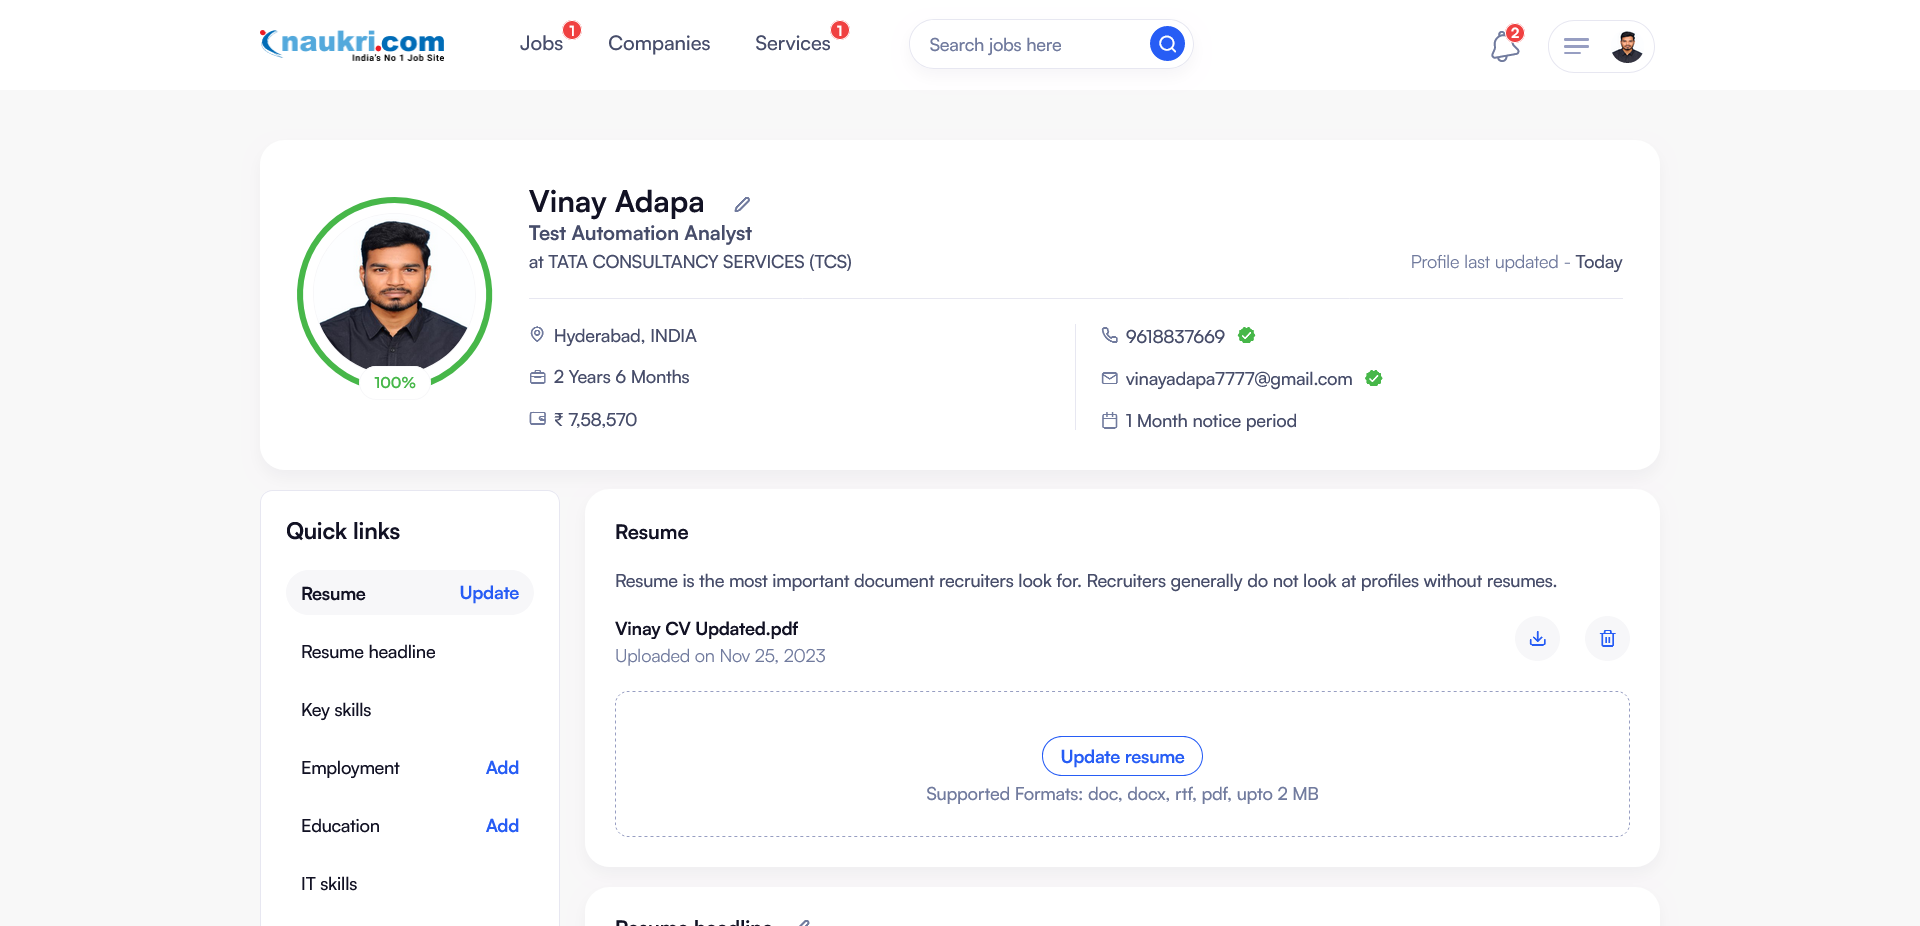 naukri.com
India's No 1 Job Site
Jobs 1
Companies
Services 1
Search jobs here
2
Vinay Adapa
Test Automation Analyst
at TATA CONSULTANCY SERVICES (TCS)
Profile last updated - Today
100%
Hyderabad, INDIA
2 Years 6 Months
₹ 7,58,570
9618837669
vinayadapa7777@gmail.com
1 Month notice period
Quick links
Resume Update
Resume headline
Key skills
Employment Add
Education Add
IT skills
Resume
Resume is the most important document recruiters look for. Recruiters generally do not look at profiles without resumes.
Vinay CV Updated.pdf
Uploaded on Nov 25, 2023
Update resume
Supported Formats: doc, docx, rtf, pdf, upto 2 MB
Resume headline